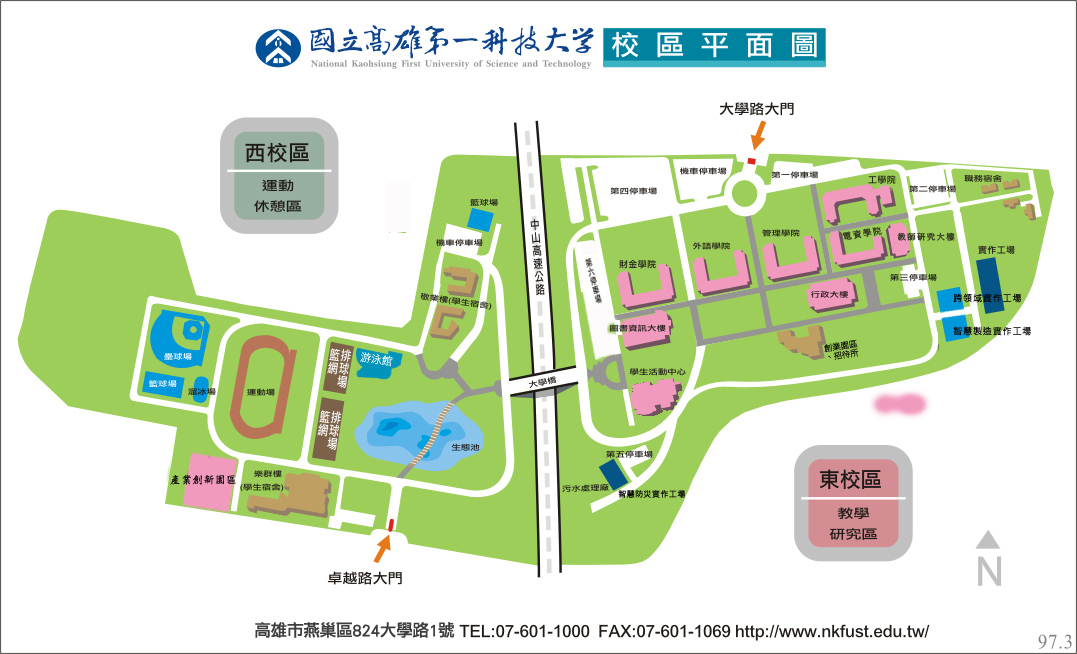 國立高雄第一科技大學
National Kaohsiung First University of Science and Technology
校區平面圖
大學路大門
西校區
運動
休憩區
籃球場
機車停車場
敬業樓(學生宿舍)
中山高速公路
第四停車場
機車停車場
第一停車場
工學院
第二停車場
職務宿舍
管理學院
電資學院
教師研究大樓
外語學院
實作工場
財金學院
第六停車場
第三停車場
行政大樓
跨領域實作工場
圖書資訊大樓
智慧製造實作工場
創業園區
、招待所
壘球場
籃球場
溜冰場
運動場
排球場
籃網
游泳館
排球場
籃網
大學橋
學生活動中心
生態池
第五停車場
產業創新園區
樂群樓
(學生宿舍)
污水處理廠
智慧防災實作工場
東校區
教學
研究區
卓越路大門
N
高雄市燕巢區824大學路1號 TEL:07-601-1000 FAX:07-601-1069 http://www.nkfust.edu.tw/
97.3